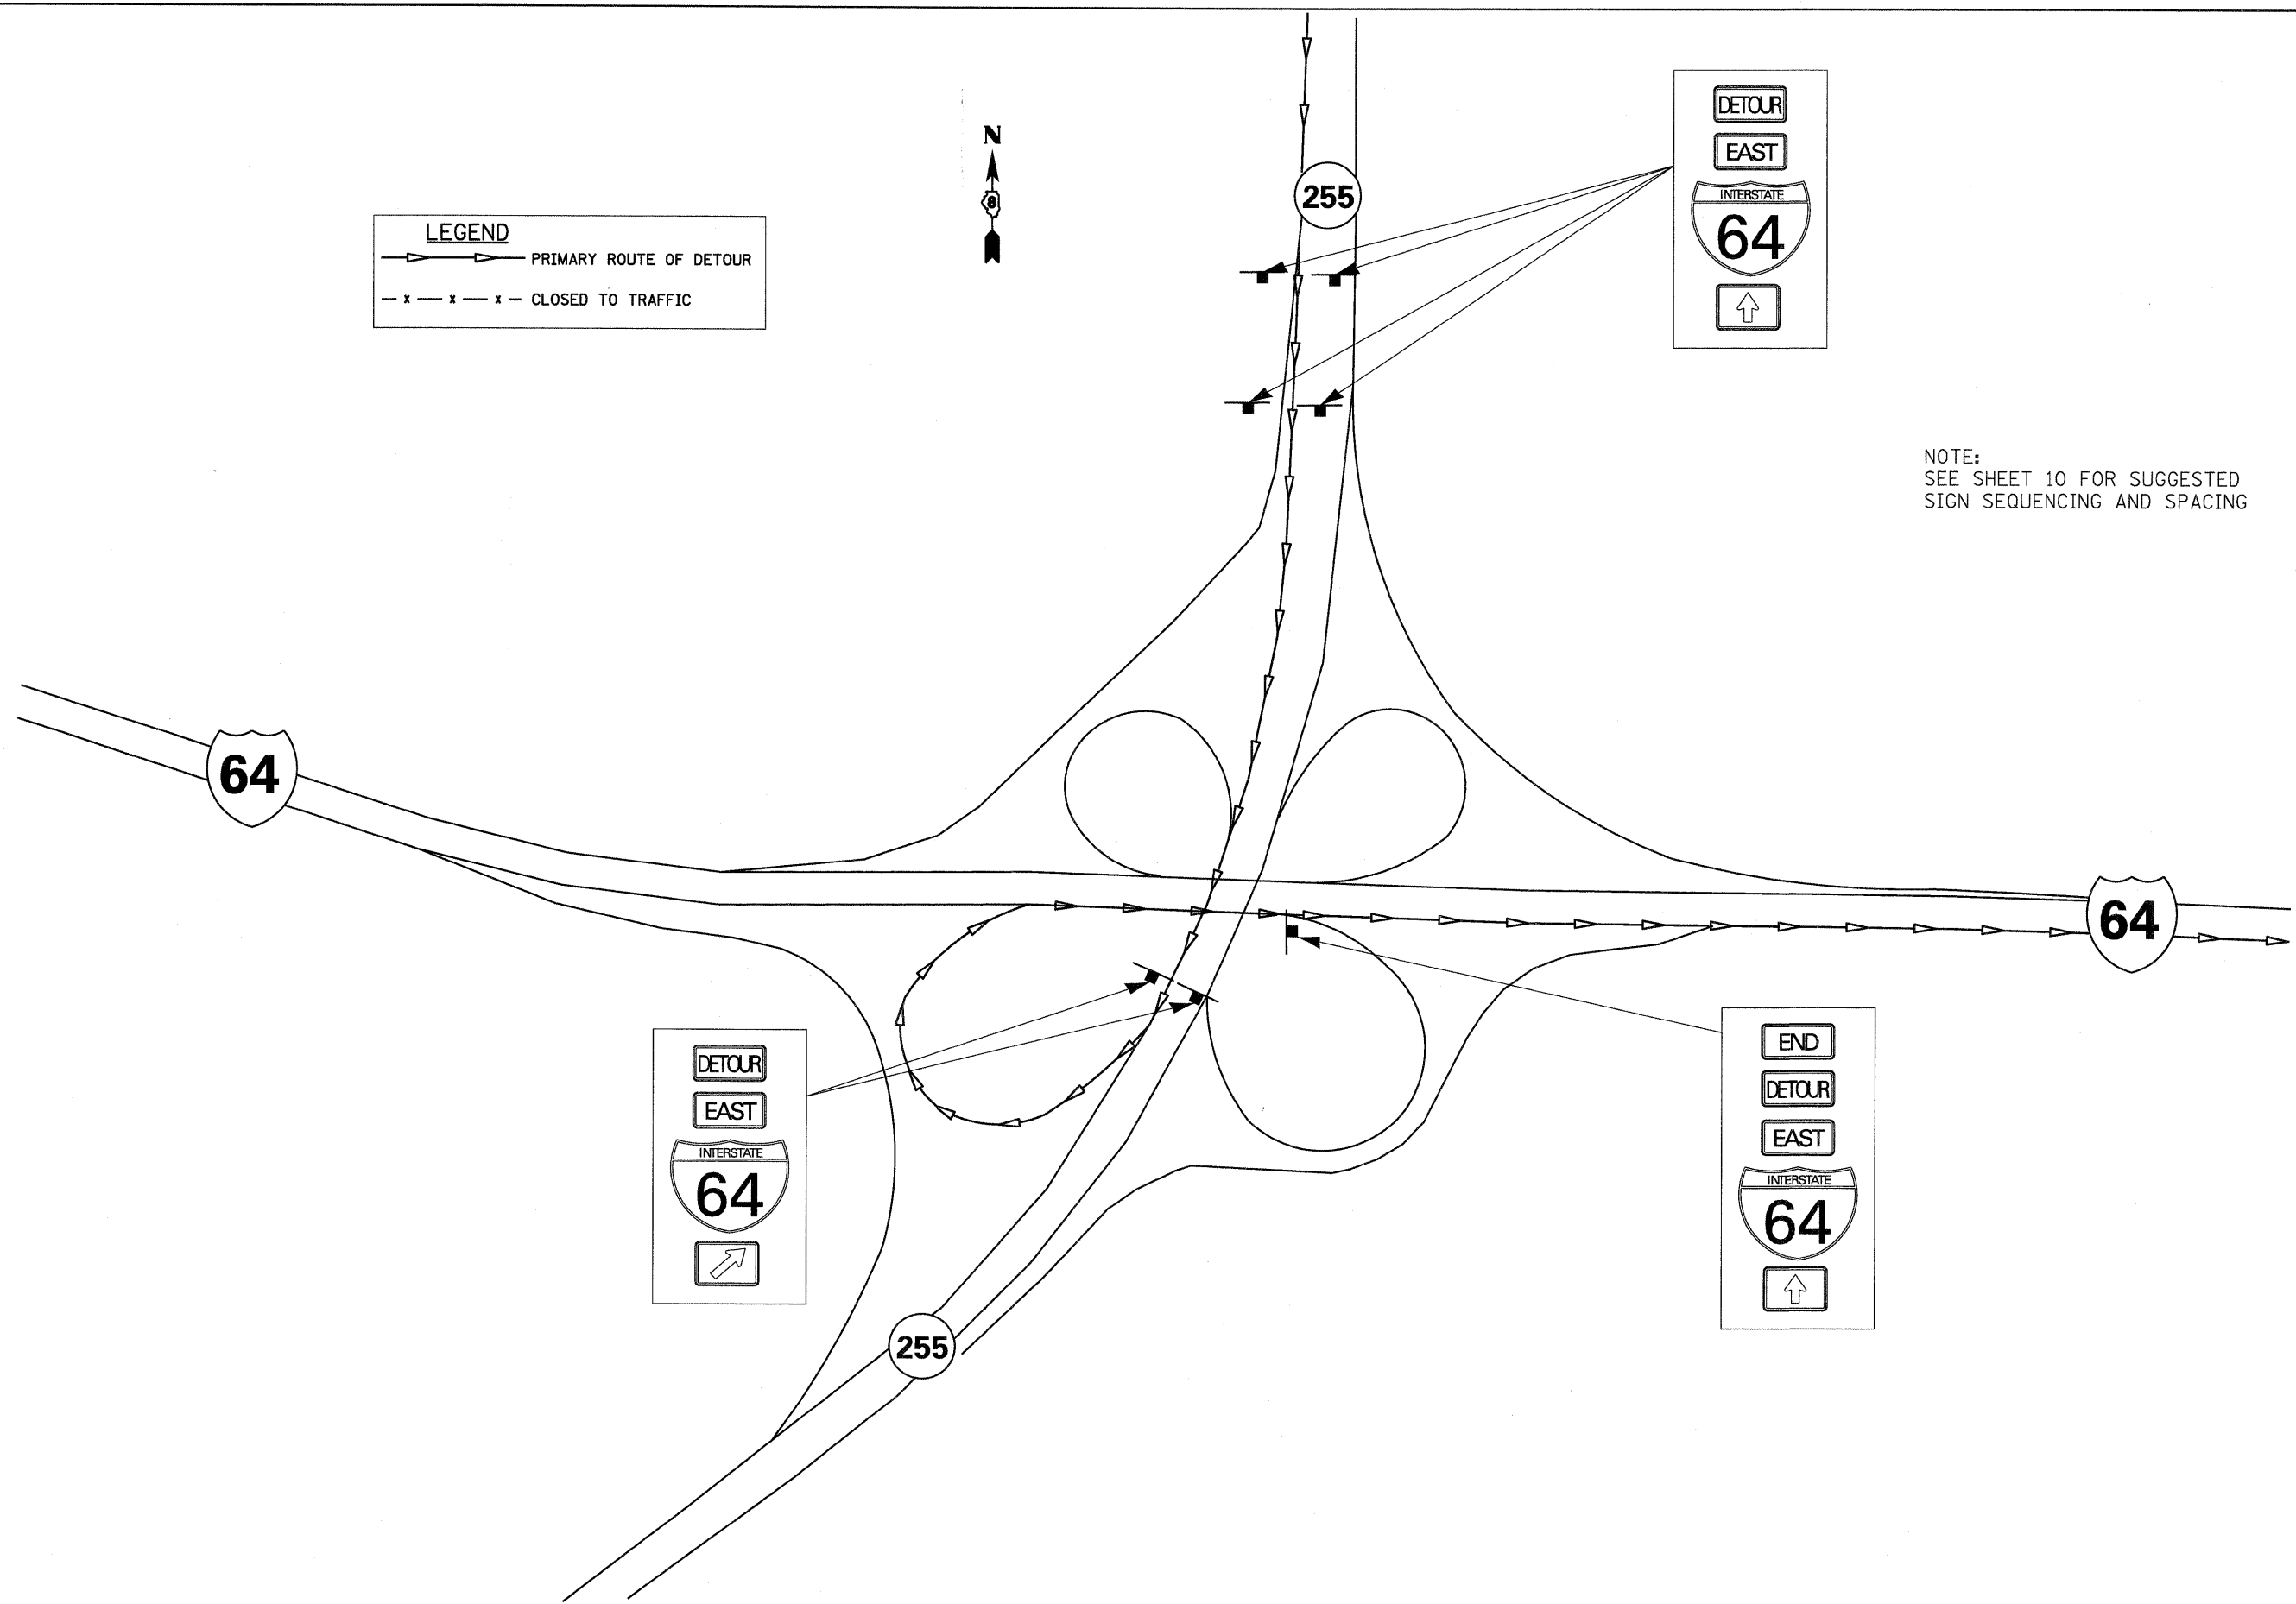 N
8
LEGEND
PRIMARY ROUTE OF DETOUR
— X — X — X — CLOSED TO TRAFFIC
255
DETOUR
EAST
INTERSTATE
64
NOTE:
SEE SHEET 10 FOR SUGGESTED
SIGN SEQUENCING AND SPACING
64
64
DETOUR
EAST
INTERSTATE
64
END
DETOUR
EAST
INTERSTATE
64
255